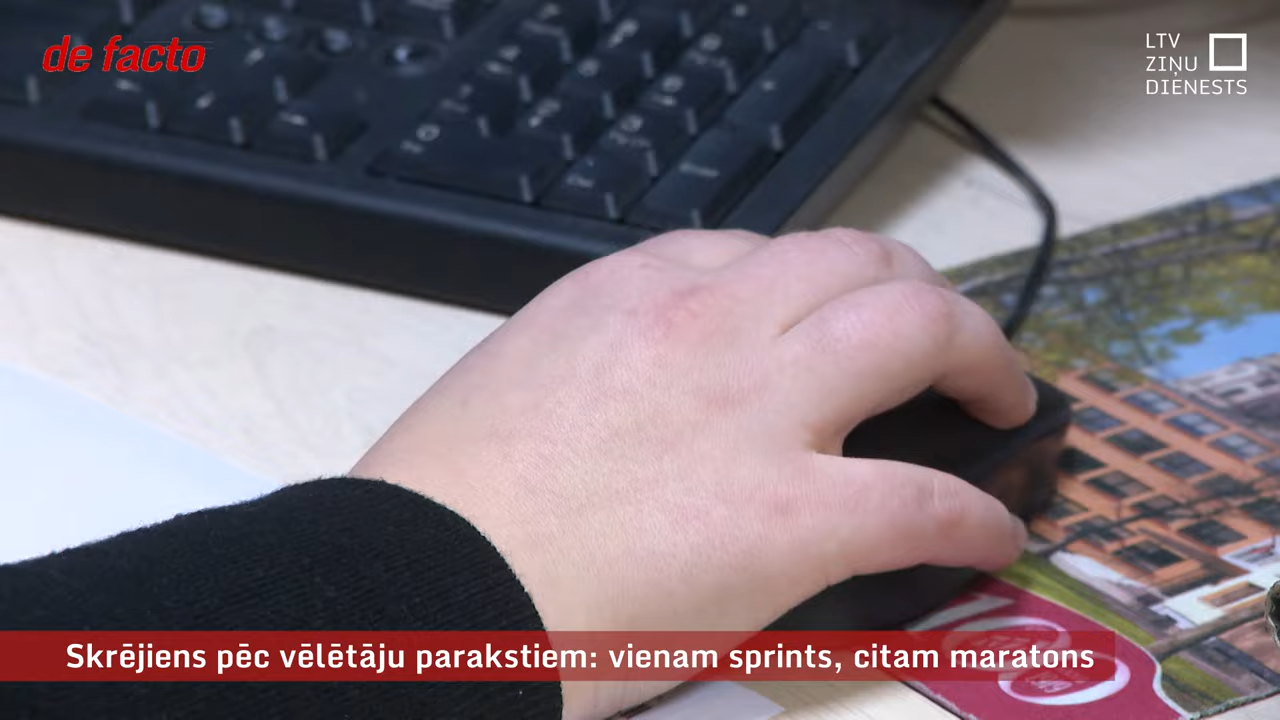 de facto
LTV
ZIŅU
DIENESTS
Skrējiens pēc vēlētāju parakstiem: vienam sprints, citam maratons